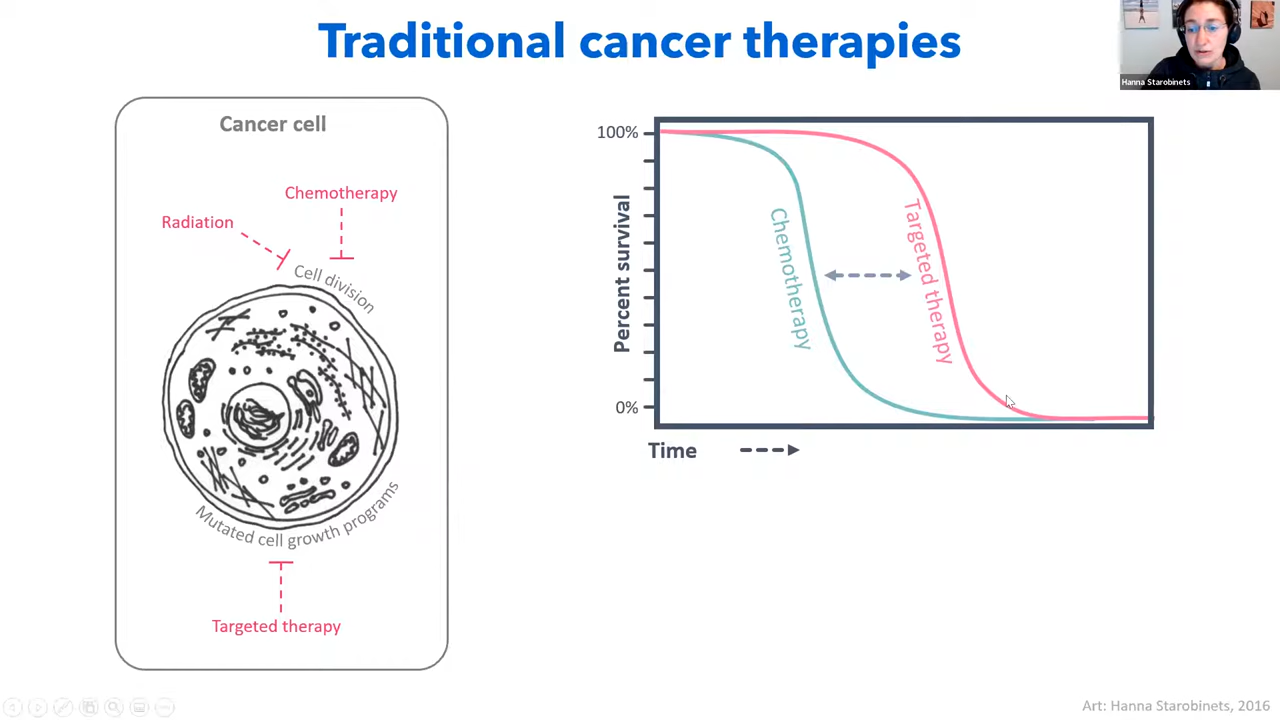 Traditional cancer therapies
Hanna Starobinets
Cancer cell
Chemotherapy
Radiation
Cell division
Mutated cell growth programs
Targeted therapy
100%
Percent survival
0%
Chemotherapy
Targeted therapy
Time
Art: Hanna Starobinets, 2016